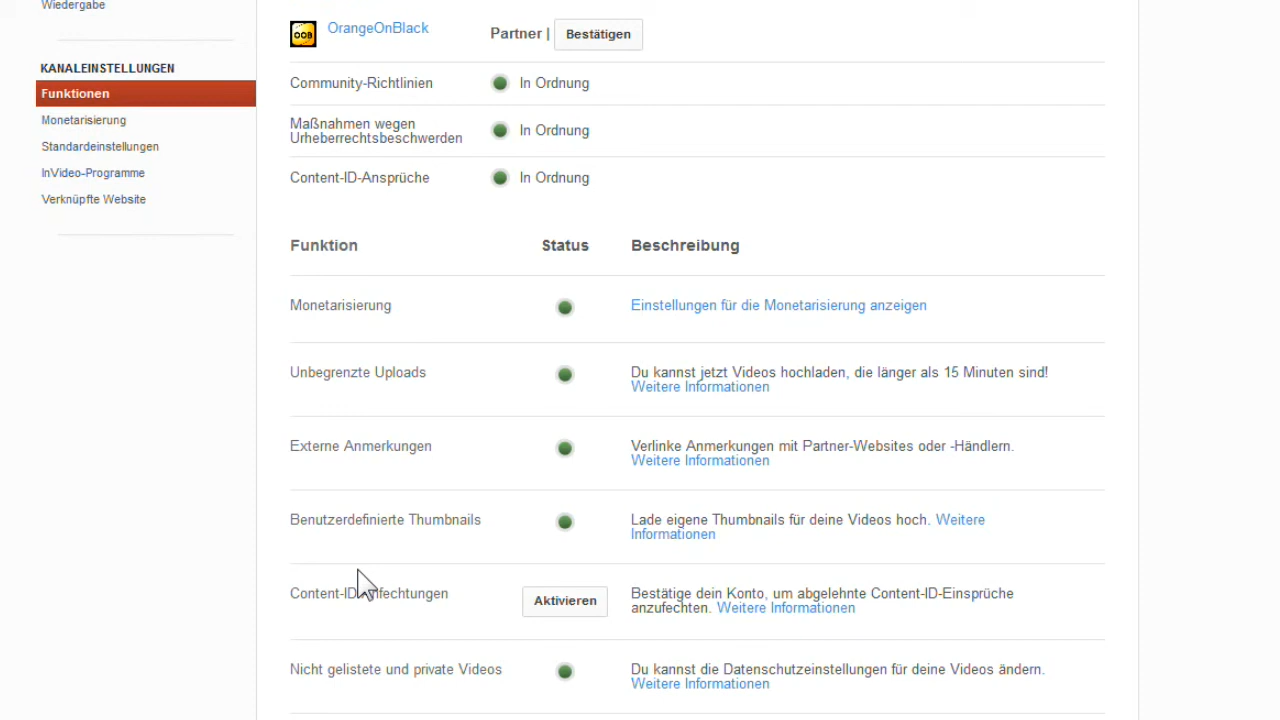 Wiedergabe
KANALEINSTELLUNGEN
Funktionen
Monetarisierung
Standardeinstellungen
InVideo-Programme
Verknüpfte Website
OOB
OrangeOnBlack
Partner | Bestätigen
Community-Richtlinien In Ordnung
Maßnahmen wegen
Urheberrechtsbeschwerden In Ordnung
Content-ID-Ansprüche In Ordnung
Funktion Status Beschreibung
Monetarisierung Einstellungen für die Monetarisierung anzeigen
Unbegrenzte Uploads Du kannst jetzt Videos hochladen, die länger als 15 Minuten sind!
Weitere Informationen
Externe Anmerkungen Verlinke Anmerkungen mit Partner-Websites oder -Händlern.
Weitere Informationen
Benutzerdefinierte Thumbnails Lade eigene Thumbnails für deine Videos hoch. Weitere
Informationen
Content-ID-Anfechtungen Aktivieren Bestätige dein Konto, um abgelehnte Content-ID-Einsprüche
anzufechten. Weitere Informationen
Nicht gelistete und private Videos Du kannst die Datenschutzeinstellungen für deine Videos ändern.
Weitere Informationen